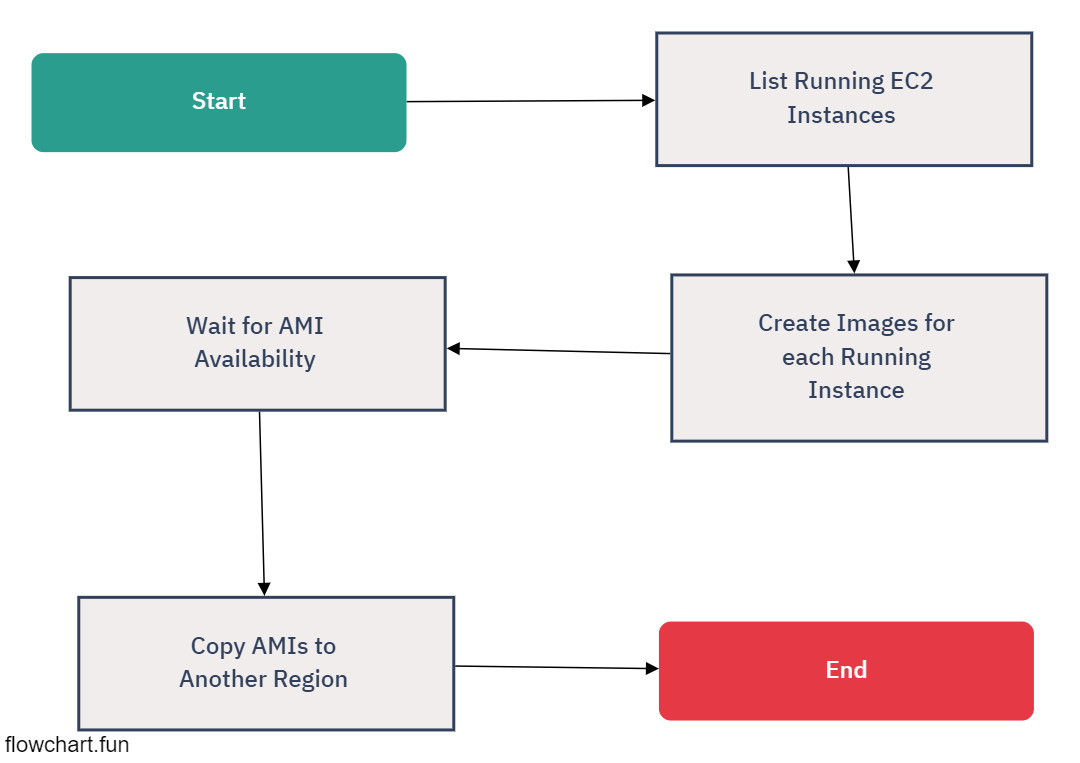 Start
List Running EC2
Instances
Create Images for
each Running
Instance
Wait for AMI
Availability
Copy AMIs to
Another Region
End
flowchart.fun